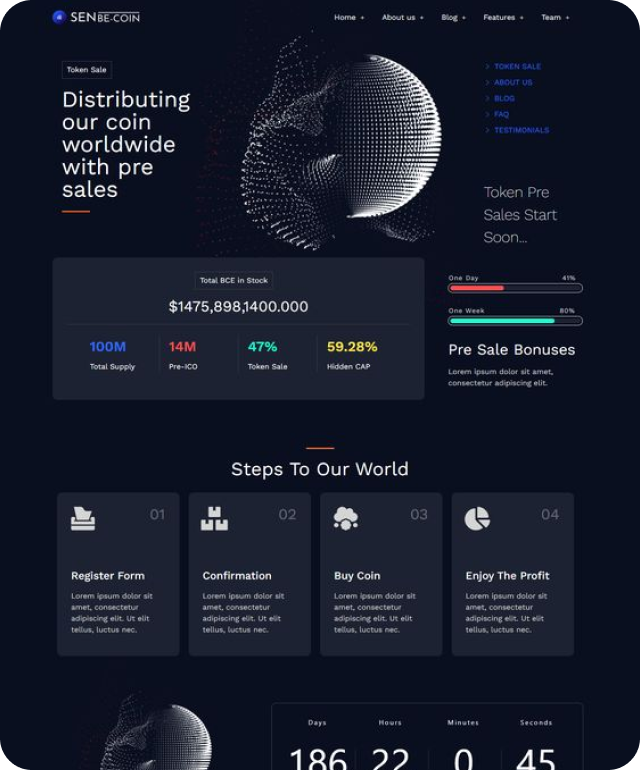 SENBE-COIN
Home + About us + Blog + Features + Team +
Token Sale
Distributing
our coin
worldwide
with pre
sales
> TOKEN SALE
> ABOUT US
> BLOG
> FAQ
> TESTIMONIALS
Token Pre
Sales Start
Soon...
Total BCE in Stock
$1475,898,1400.000
100M 14M 47% 59.28%
Total Supply Pre-ICO Token Sale Hidden CAP
One Day 41%
One Week 80%
Pre Sale Bonuses
Lorem ipsum dolor sit amet,
consectetur adipiscing elit.
Steps To Our World
01
Register Form
Lorem ipsum dolor sit
amet, consectetur
adipiscing elit. Ut elit
tellus, luctus nec.
02
Confirmation
Lorem ipsum dolor sit
amet, consectetur
adipiscing elit. Ut elit
tellus, luctus nec.
03
Buy Coin
Lorem ipsum dolor sit
amet, consectetur
adipiscing elit. Ut elit
tellus, luctus nec.
04
Enjoy The Profit
Lorem ipsum dolor sit
amet, consectetur
adipiscing elit. Ut elit
tellus, luctus nec.
Days Hours Minutes Seconds
186 22 0 45